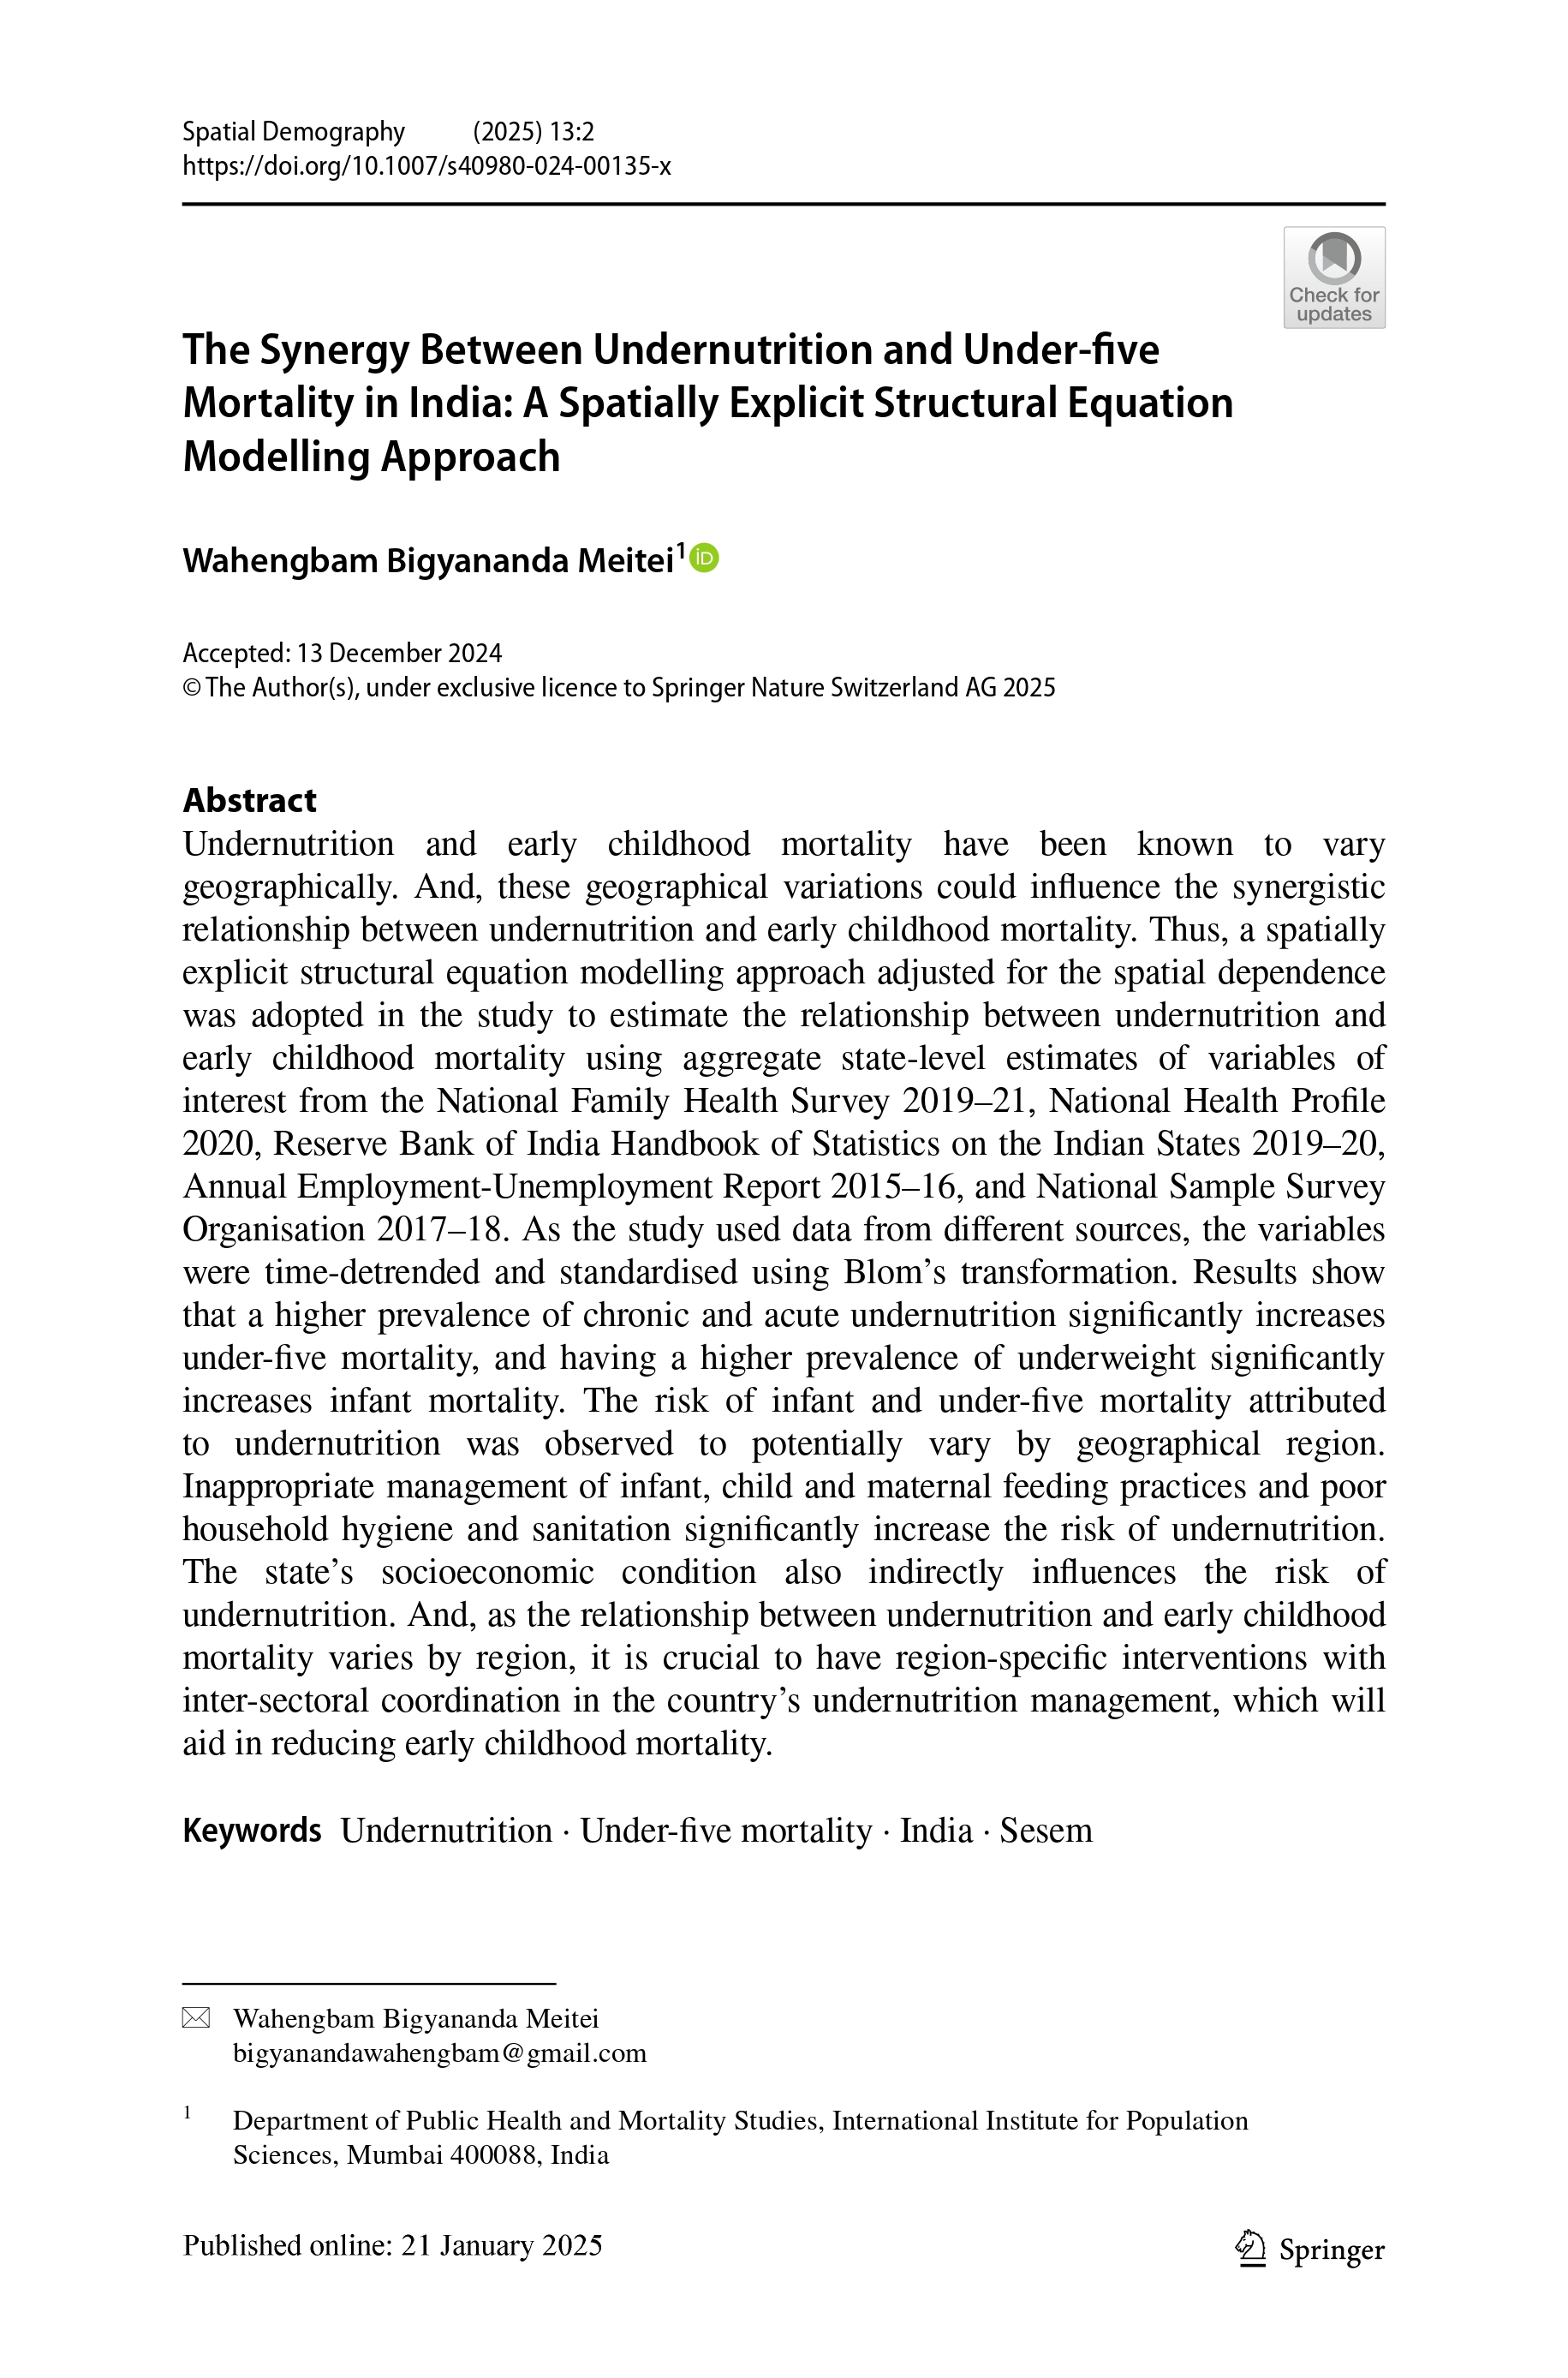 Spatial Demography (2025) 13:2
https://doi.org/10.1007/s40980-024-00135-x
Check for
updates
The Synergy Between Undernutrition and Under-five
Mortality in India: A Spatially Explicit Structural Equation
Modelling Approach
Wahengbam Bigyananda Meitei1 iD
Accepted: 13 December 2024
© The Author(s), under exclusive licence to Springer Nature Switzerland AG 2025
Abstract
Undernutrition and early childhood mortality have been known to vary
geographically. And, these geographical variations could influence the synergistic
relationship between undernutrition and early childhood mortality. Thus, a spatially
explicit structural equation modelling approach adjusted for the spatial dependence
was adopted in the study to estimate the relationship between undernutrition and
early childhood mortality using aggregate state-level estimates of variables of
interest from the National Family Health Survey 2019–21, National Health Profile
2020, Reserve Bank of India Handbook of Statistics on the Indian States 2019–20,
Annual Employment-Unemployment Report 2015–16, and National Sample Survey
Organisation 2017–18. As the study used data from different sources, the variables
were time-detrended and standardised using Blom’s transformation. Results show
that a higher prevalence of chronic and acute undernutrition significantly increases
under-five mortality, and having a higher prevalence of underweight significantly
increases infant mortality. The risk of infant and under-five mortality attributed
to undernutrition was observed to potentially vary by geographical region.
Inappropriate management of infant, child and maternal feeding practices and poor
household hygiene and sanitation significantly increase the risk of undernutrition.
The state’s socioeconomic condition also indirectly influences the risk of
undernutrition. And, as the relationship between undernutrition and early childhood
mortality varies by region, it is crucial to have region-specific interventions with
inter-sectoral coordination in the country’s undernutrition management, which will
aid in reducing early childhood mortality.
Keywords Undernutrition · Under-five mortality · India · Sesem
Wahengbam Bigyananda Meitei
bigyanandawahengbam@gmail.com
1 Department of Public Health and Mortality Studies, International Institute for Population
Sciences, Mumbai 400088, India
Published online: 21 January 2025
Springer